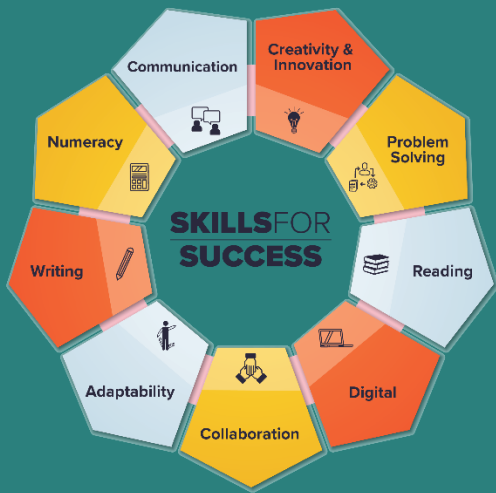 Communication
Creativity &
Innovation
Numeracy
Problem
Solving
SKILLSFOR
SUCCESS
Writing
Reading
Adaptability
Digital
Collaboration